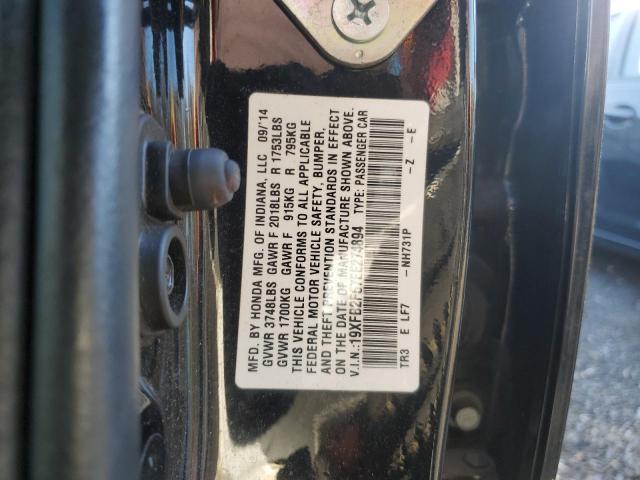 MFD. BY HONDA MFG. OF INDIANA, LLC 09/'14
GVWR 3748LBS GAWR F 2018LBS R 1753LBS
GVWR 1700KG GAWR F 915KG R 795KG
THIS VEHICLE CONFORMS TO ALL APPLICABLE
FEDERAL MOTOR VEHICLE SAFETY, BUMPER,
AND THEFT PREVENTION STANDARDS IN EFFECT
ON THE DATE OF MANUFACTURE SHOWN ABOVE.
V.I.N.: TYPE: PASSENGER CAR
TR3 E LF7 -NH731P -Z -E